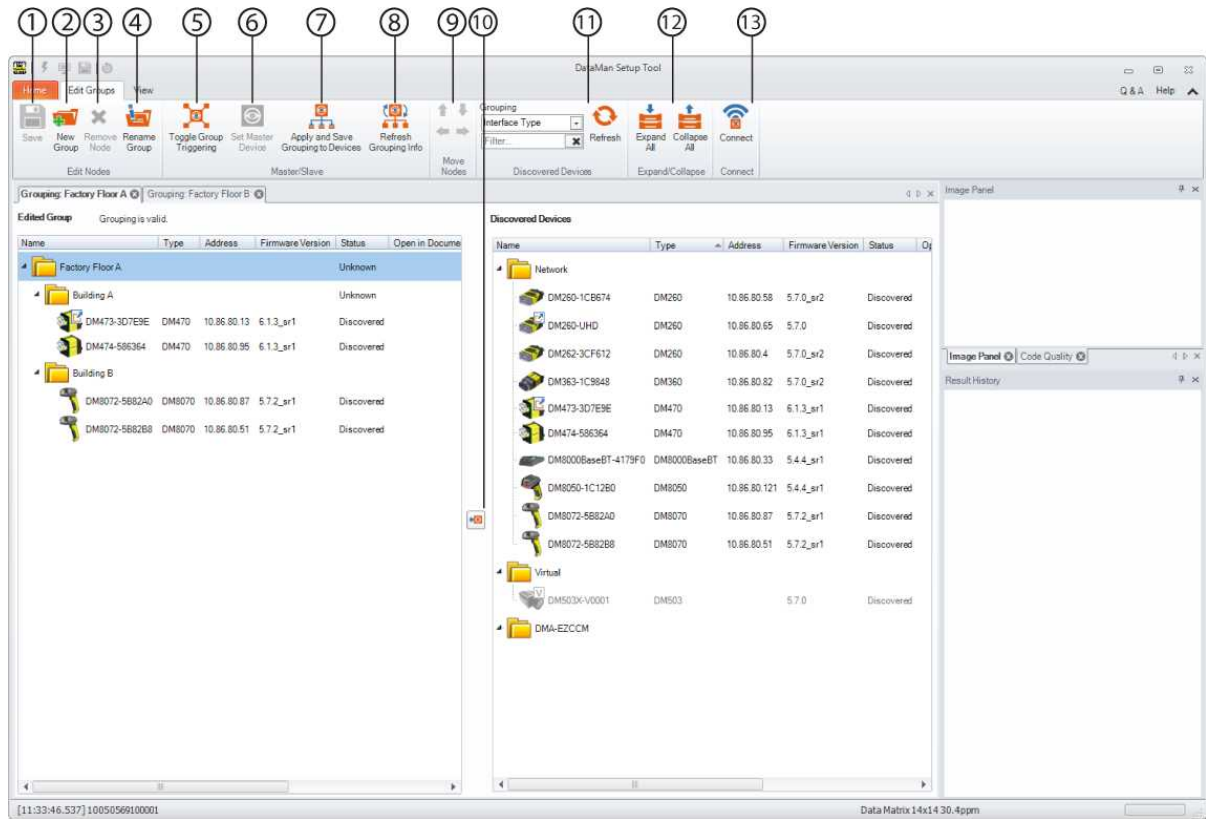 1 2 3 4 5 6 7 8 9 10 11 12 13
DataMan Setup Tool
Home Edit Groups View
Q & A Help
Save
New Group
Remove Node
Rename Group
Edit Nodes
Toggle Group Triggering
Set Master Device
Apply and Save Grouping to Devices
Refresh Grouping Info
Master/Slave
Move Nodes
Grouping
Interface Type
Filter...
Refresh
Discovered Devices
Expand All
Collapse All
Expand/Collapse
Connect
Connect
Grouping: Factory Floor A Grouping: Factory Floor B
Edited Group Grouping is valid.
Name Type Address Firmware Version Status Open in Docume
Factory Floor A Unknown
Building A Unknown
DM473-3D7E9E DM470 10.86.80.13 6.1.3_sr1 Discovered
DM474-586364 DM470 10.86.80.95 6.1.3_sr1 Discovered
Building B
DM8072-5B82A0 DM8070 10.86.80.87 5.7.2_sr1 Discovered
DM8072-5B82B8 DM8070 10.86.80.51 5.7.2_sr1 Discovered
Discovered Devices
Name Type Address Firmware Version Status Op
Network
DM260-1CB674 DM260 10.86.80.58 5.7.0_sr2 Discovered
DM260-UHD DM260 10.86.80.65 5.7.0 Discovered
DM262-3CF612 DM260 10.86.80.4 5.7.0_sr2 Discovered
DM363-1C9848 DM360 10.86.80.82 5.7.0_sr2 Discovered
DM473-3D7E9E DM470 10.86.80.13 6.1.3_sr1 Discovered
DM474-586364 DM470 10.86.80.95 6.1.3_sr1 Discovered
DM8000BaseBT-4179F0 DM8000BaseBT 10.86.80.33 5.4.4_sr1 Discovered
DM8050-1C12B0 DM8050 10.86.80.121 5.4.4_sr1 Discovered
DM8072-5B82A0 DM8070 10.86.80.87 5.7.2_sr1 Discovered
DM8072-5B82B8 DM8070 10.86.80.51 5.7.2_sr1 Discovered
Virtual
DM503X-V0001 DM503 5.7.0 Discovered
DMA-EZCCM
Image Panel
Image Panel Code Quality
Result History
[11:33:46.537] 10050569100001
Data Matrix 14x14 30.4ppm